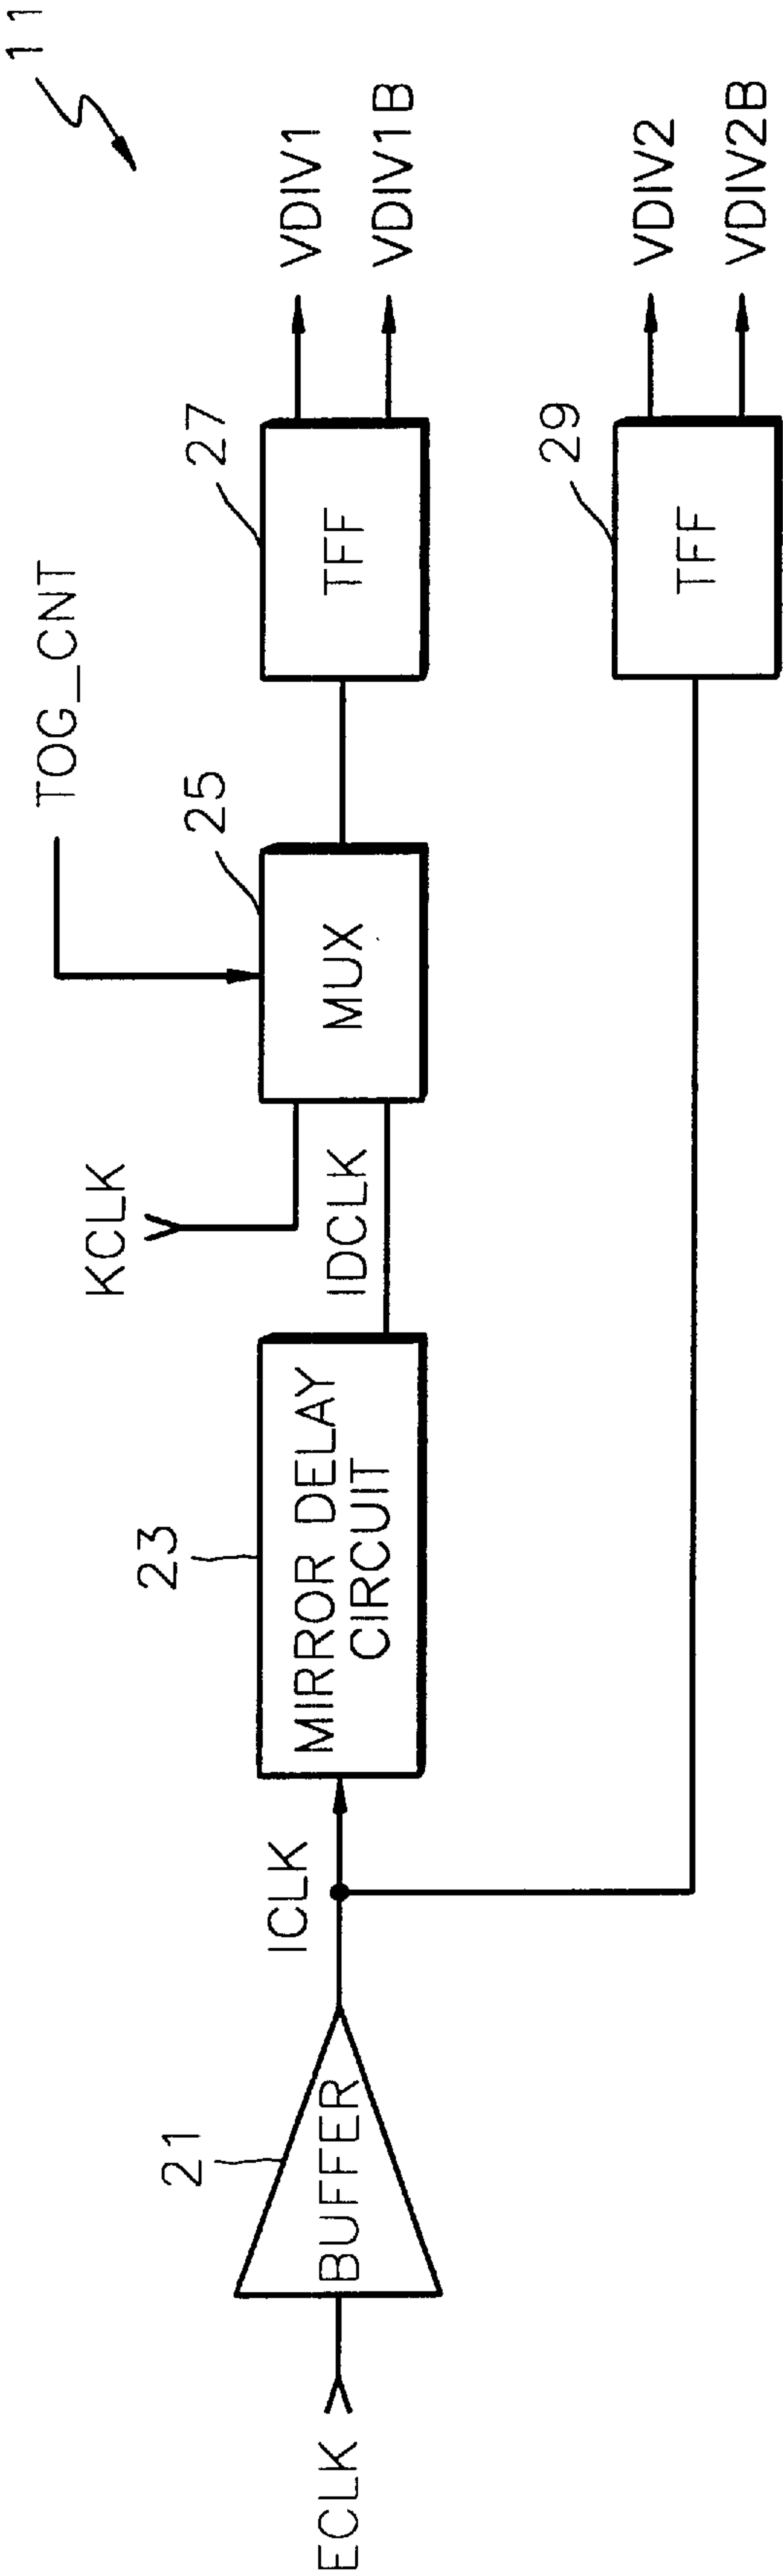 11
ECLK
BUFFER
21
ICLK
MIRROR DELAY
CIRCUIT
23
IDCLK
KCLK
MUX
25
TOG_CNT
TFF
27
VDIV1
VDIV1B
TFF
29
VDIV2
VDIV2B